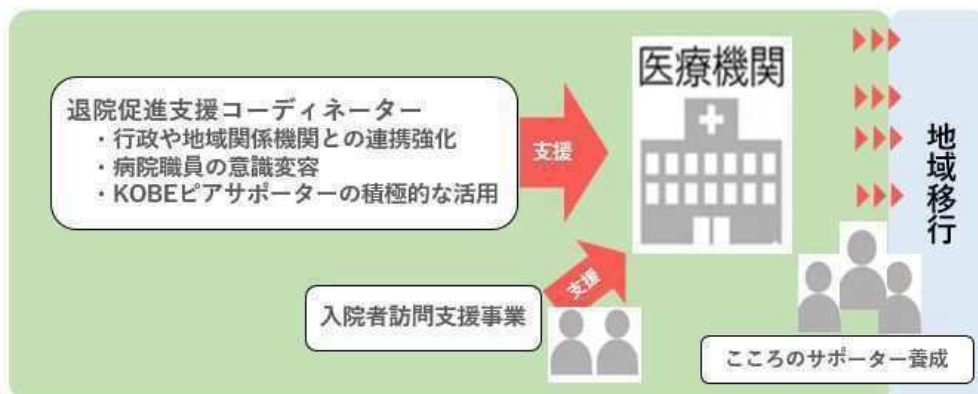 医療機関
退院促進支援コーディネーター
・行政や地域関係機関との連携強化
・病院職員の意識変容
・KOBEピアサポーターの積極的な活用
支援
地域移行
支援
入院者訪問支援事業
こころのサポーター養成